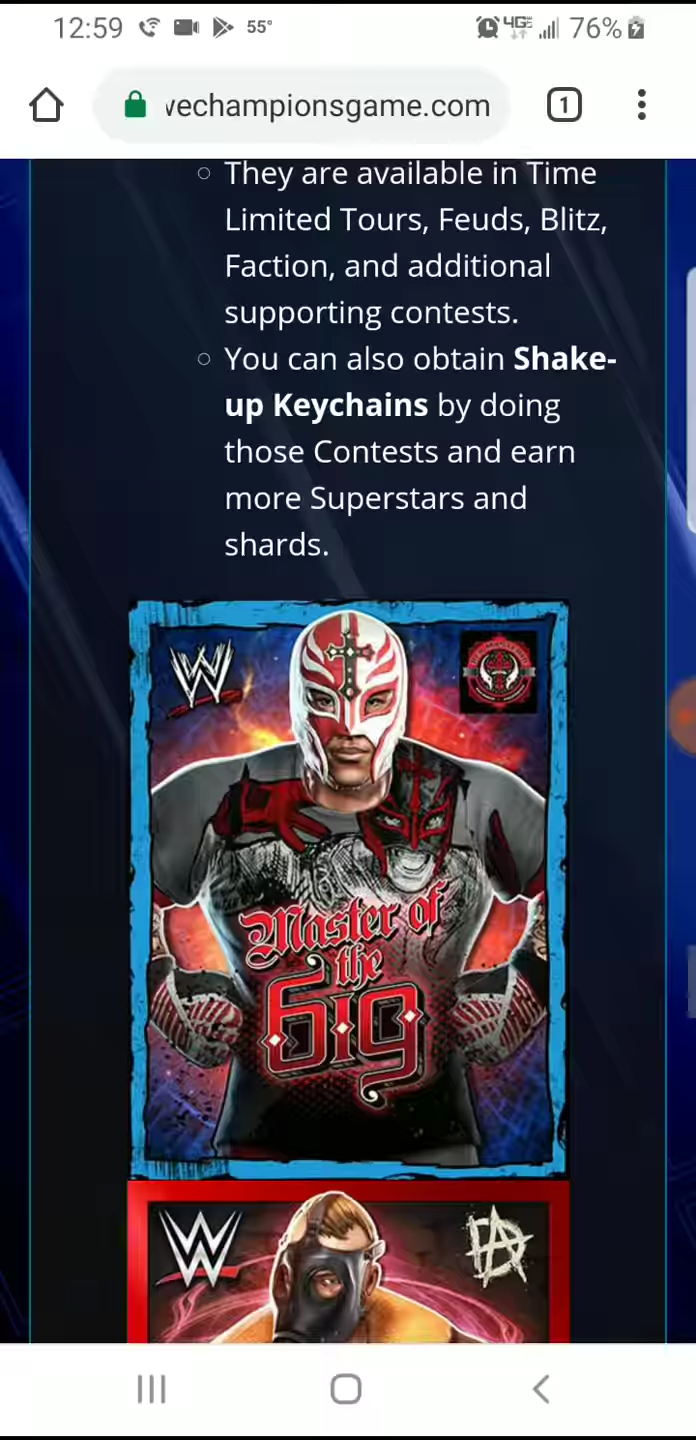 12:59 55° 4GE 76%
vechampionsgame.com 1
They are available in Time
Limited Tours, Feuds, Blitz,
Faction, and additional
supporting contests.
You can also obtain Shake-
up Keychains by doing
those Contests and earn
more Superstars and
shards.
W
Master of
the
619
W